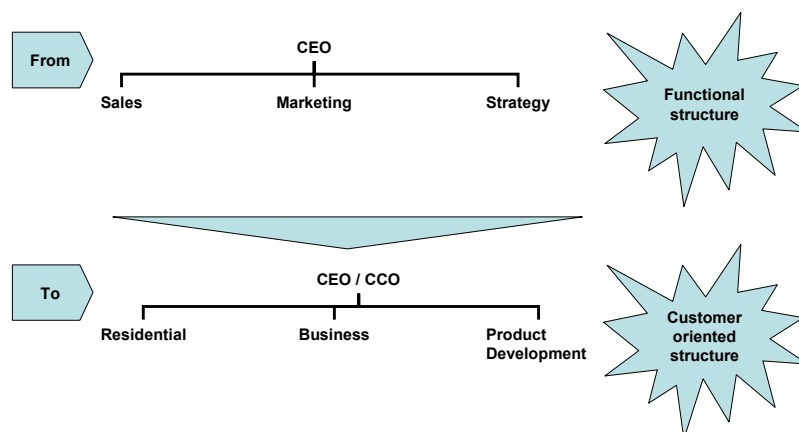 From
CEO
Sales
Marketing
Strategy
Functional
structure
To
CEO / CCO
Residential
Business
Product
Development
Customer
oriented
structure